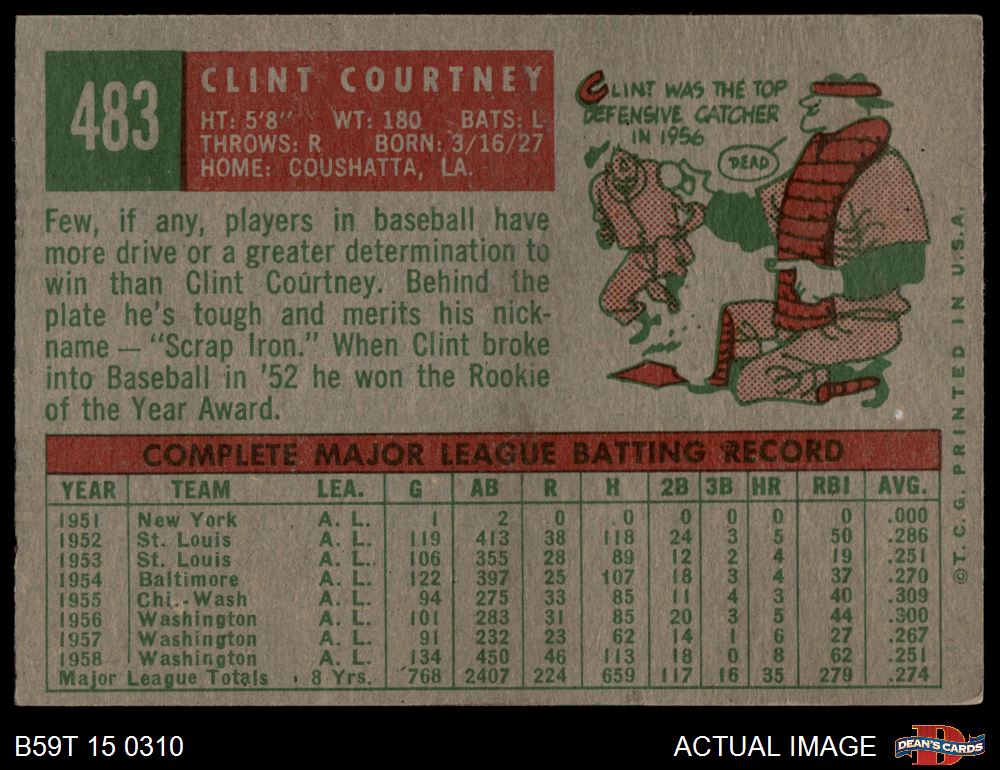 483
CLINT COURTNEY
HT: 5'8" WT: 180 BATS: L
THROWS: R BORN: 3/16/27
HOME: COUSHATTA, LA.
CLINT WAS THE TOP
DEFENSIVE CATCHER
IN 1956
DEAD
Few, if any, players in baseball have
more drive or a greater determination to
win than Clint Courtney. Behind the
plate he's tough and merits his nick-
name — "Scrap Iron." When Clint broke
into Baseball in '52 he won the Rookie
of the Year Award.
COMPLETE MAJOR LEAGUE BATTING RECORD
YEAR TEAM LEA. G AB R H 2B 3B HR RBI AVG.
1951 New York A. L. 1 2 0 0 0 0 0 0 .000
1952 St. Louis A. L. 119 413 38 118 24 3 5 50 .286
1953 St. Louis A. L. 106 355 28 89 12 2 4 19 .251
1954 Baltimore A. L. 122 397 25 107 18 3 4 37 .270
1955 Chi.-Wash A. L. 94 275 33 85 11 4 3 40 .309
1956 Washington A. L. 101 283 31 85 20 3 5 44 .300
1957 Washington A. L. 91 232 23 62 14 1 6 27 .267
1958 Washington A. L. 134 450 46 113 18 0 8 62 .251
Major League Totals 8 Yrs. 768 2407 224 659 117 16 35 279 .274
© T. C. G. PRINTED IN U.S.A.
B59T 15 0310
ACTUAL IMAGE
DEAN'S CARDS